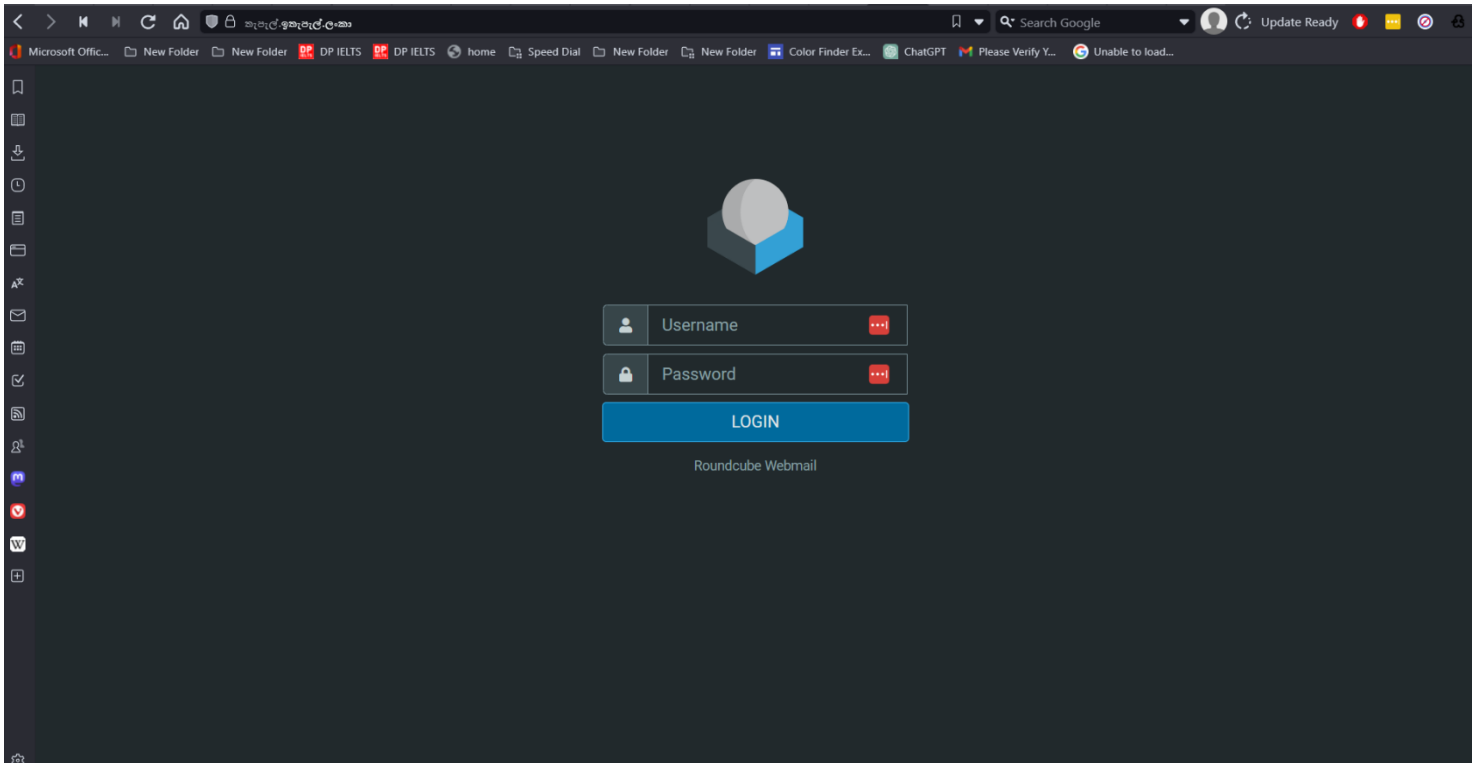 තැපැල්.ඉතැපැල්.ලංකා Search Google Update Ready
Microsoft Offic... New Folder New Folder DP IELTS DP IELTS home Speed Dial New Folder New Folder Color Finder Ex... ChatGPT Please Verify Y... Unable to load...
Username
Password
LOGIN
Roundcube Webmail